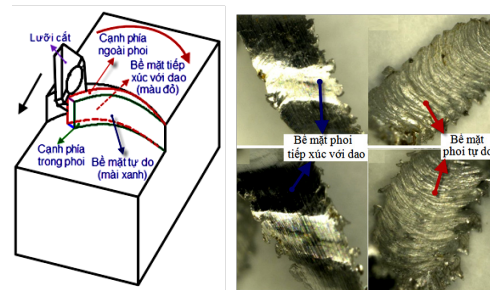 Lưỡi cắt
Cạnh phía
ngoài phoi
Bề mặt tiếp
xúc với dao
(màu đỏ)
Cạnh phía
trong phoi
Bề mặt tự do
(mài xanh)
Bề mặt phoi
tiếp xúc với dao
Bề mặt
phoi tự do